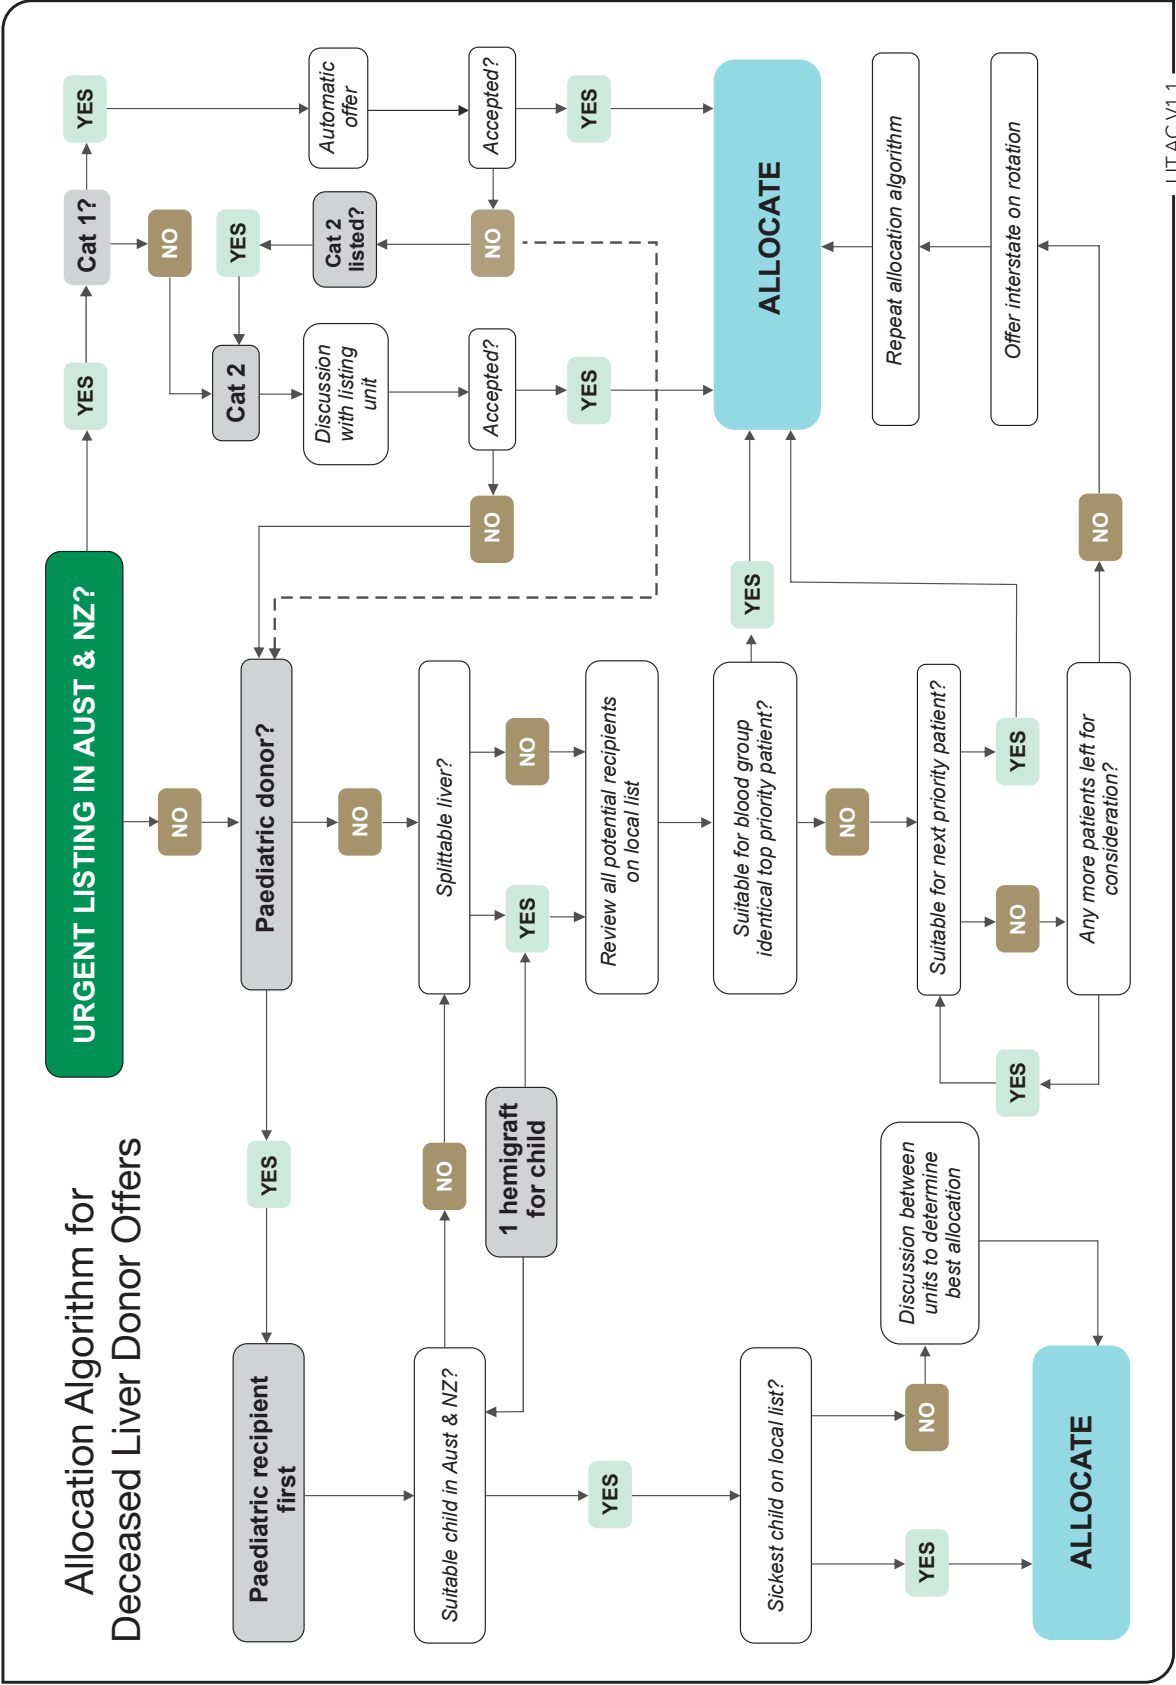 Allocation Algorithm for
Deceased Liver Donor Offers
URGENT LISTING IN AUST & NZ?
YES
Cat 1?
YES
NO
NO
YES
Cat 2
Cat 2
listed?
Automatic
offer
Discussion
with listing
unit
Accepted?
NO
Accepted?
NO
YES
YES
Paediatric recipient
first
YES
Paediatric donor?
NO
Suitable child in Aust & NZ?
NO
Splittable liver?
1 hemigraft
for child
YES
NO
YES
Review all potential recipients
on local list
Sickest child on local list?
Suitable for blood group
identical top priority patient?
YES
ALLOCATE
NO
YES
NO
Discussion between
units to determine
best allocation
Suitable for next priority patient?
Repeat allocation algorithm
YES
NO
YES
Offer interstate on rotation
ALLOCATE
Any more patients left for
consideration?
NO